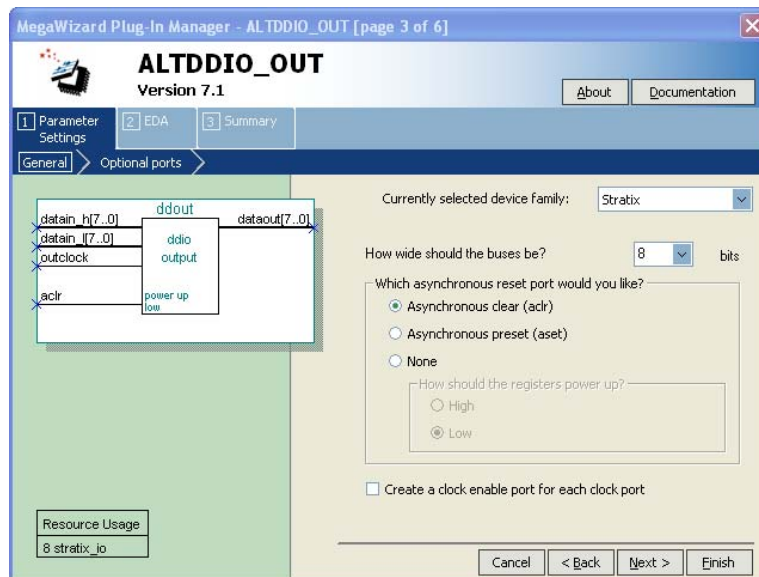 MegaWizard Plug-In Manager - ALTDDIO_OUT [page 3 of 6]
ALTDDIO_OUT
Version 7.1
About
Documentation
1 Parameter Settings
2 EDA
3 Summary
General
Optional ports
ddout
datain_h[7..0]
dataout[7..0]
datain_l[7..0]
ddio
outclock
output
aclr
power up
low
Currently selected device family:
Stratix
How wide should the buses be?
8
bits
Which asynchronous reset port would you like?
Asynchronous clear (aclr)
Asynchronous preset (aset)
None
How should the registers power up?
High
Low
Create a clock enable port for each clock port
Resource Usage
8 stratix_io
Cancel
< Back
Next >
Finish